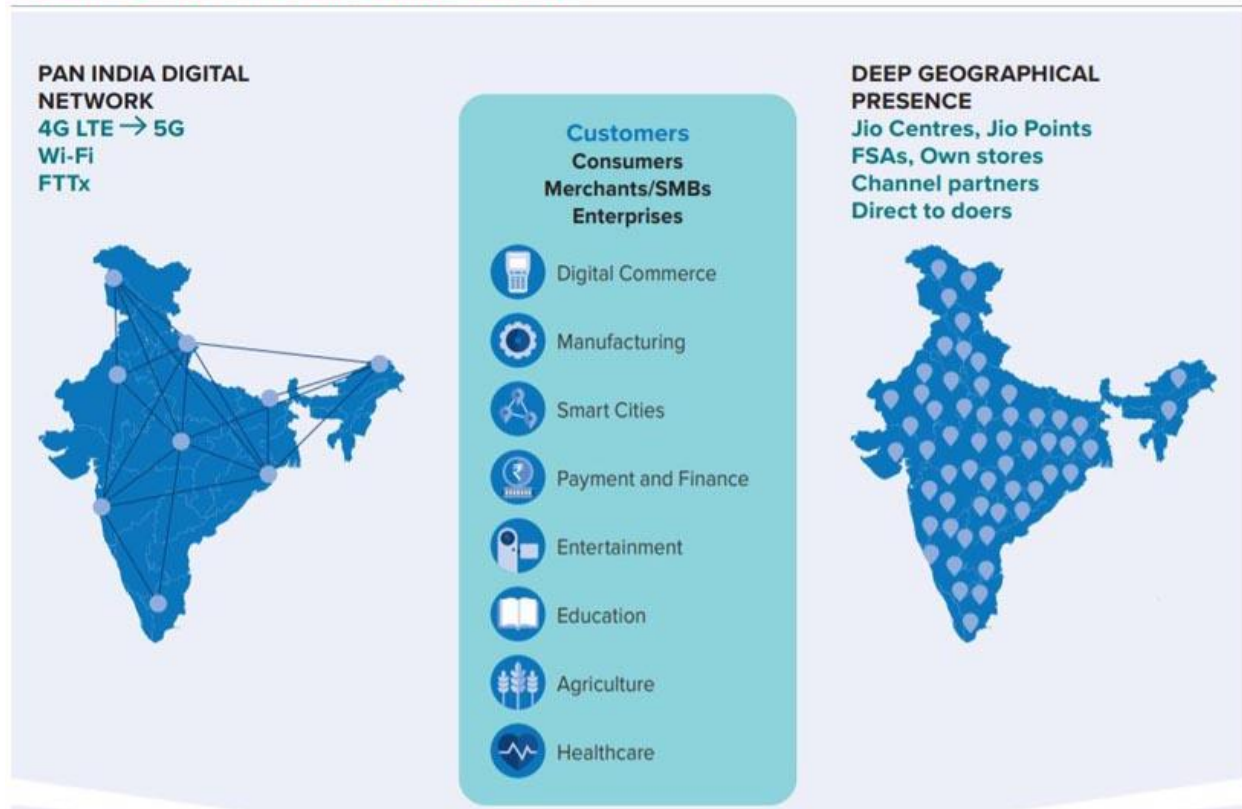 PAN INDIA DIGITAL
NETWORK
4G LTE → 5G
Wi-Fi
FTTx
Customers
Consumers
Merchants/SMBs
Enterprises
Digital Commerce
Manufacturing
Smart Cities
₹
Payment and Finance
Entertainment
Education
Agriculture
Healthcare
DEEP GEOGRAPHICAL
PRESENCE
Jio Centres, Jio Points
FSAs, Own stores
Channel partners
Direct to doers